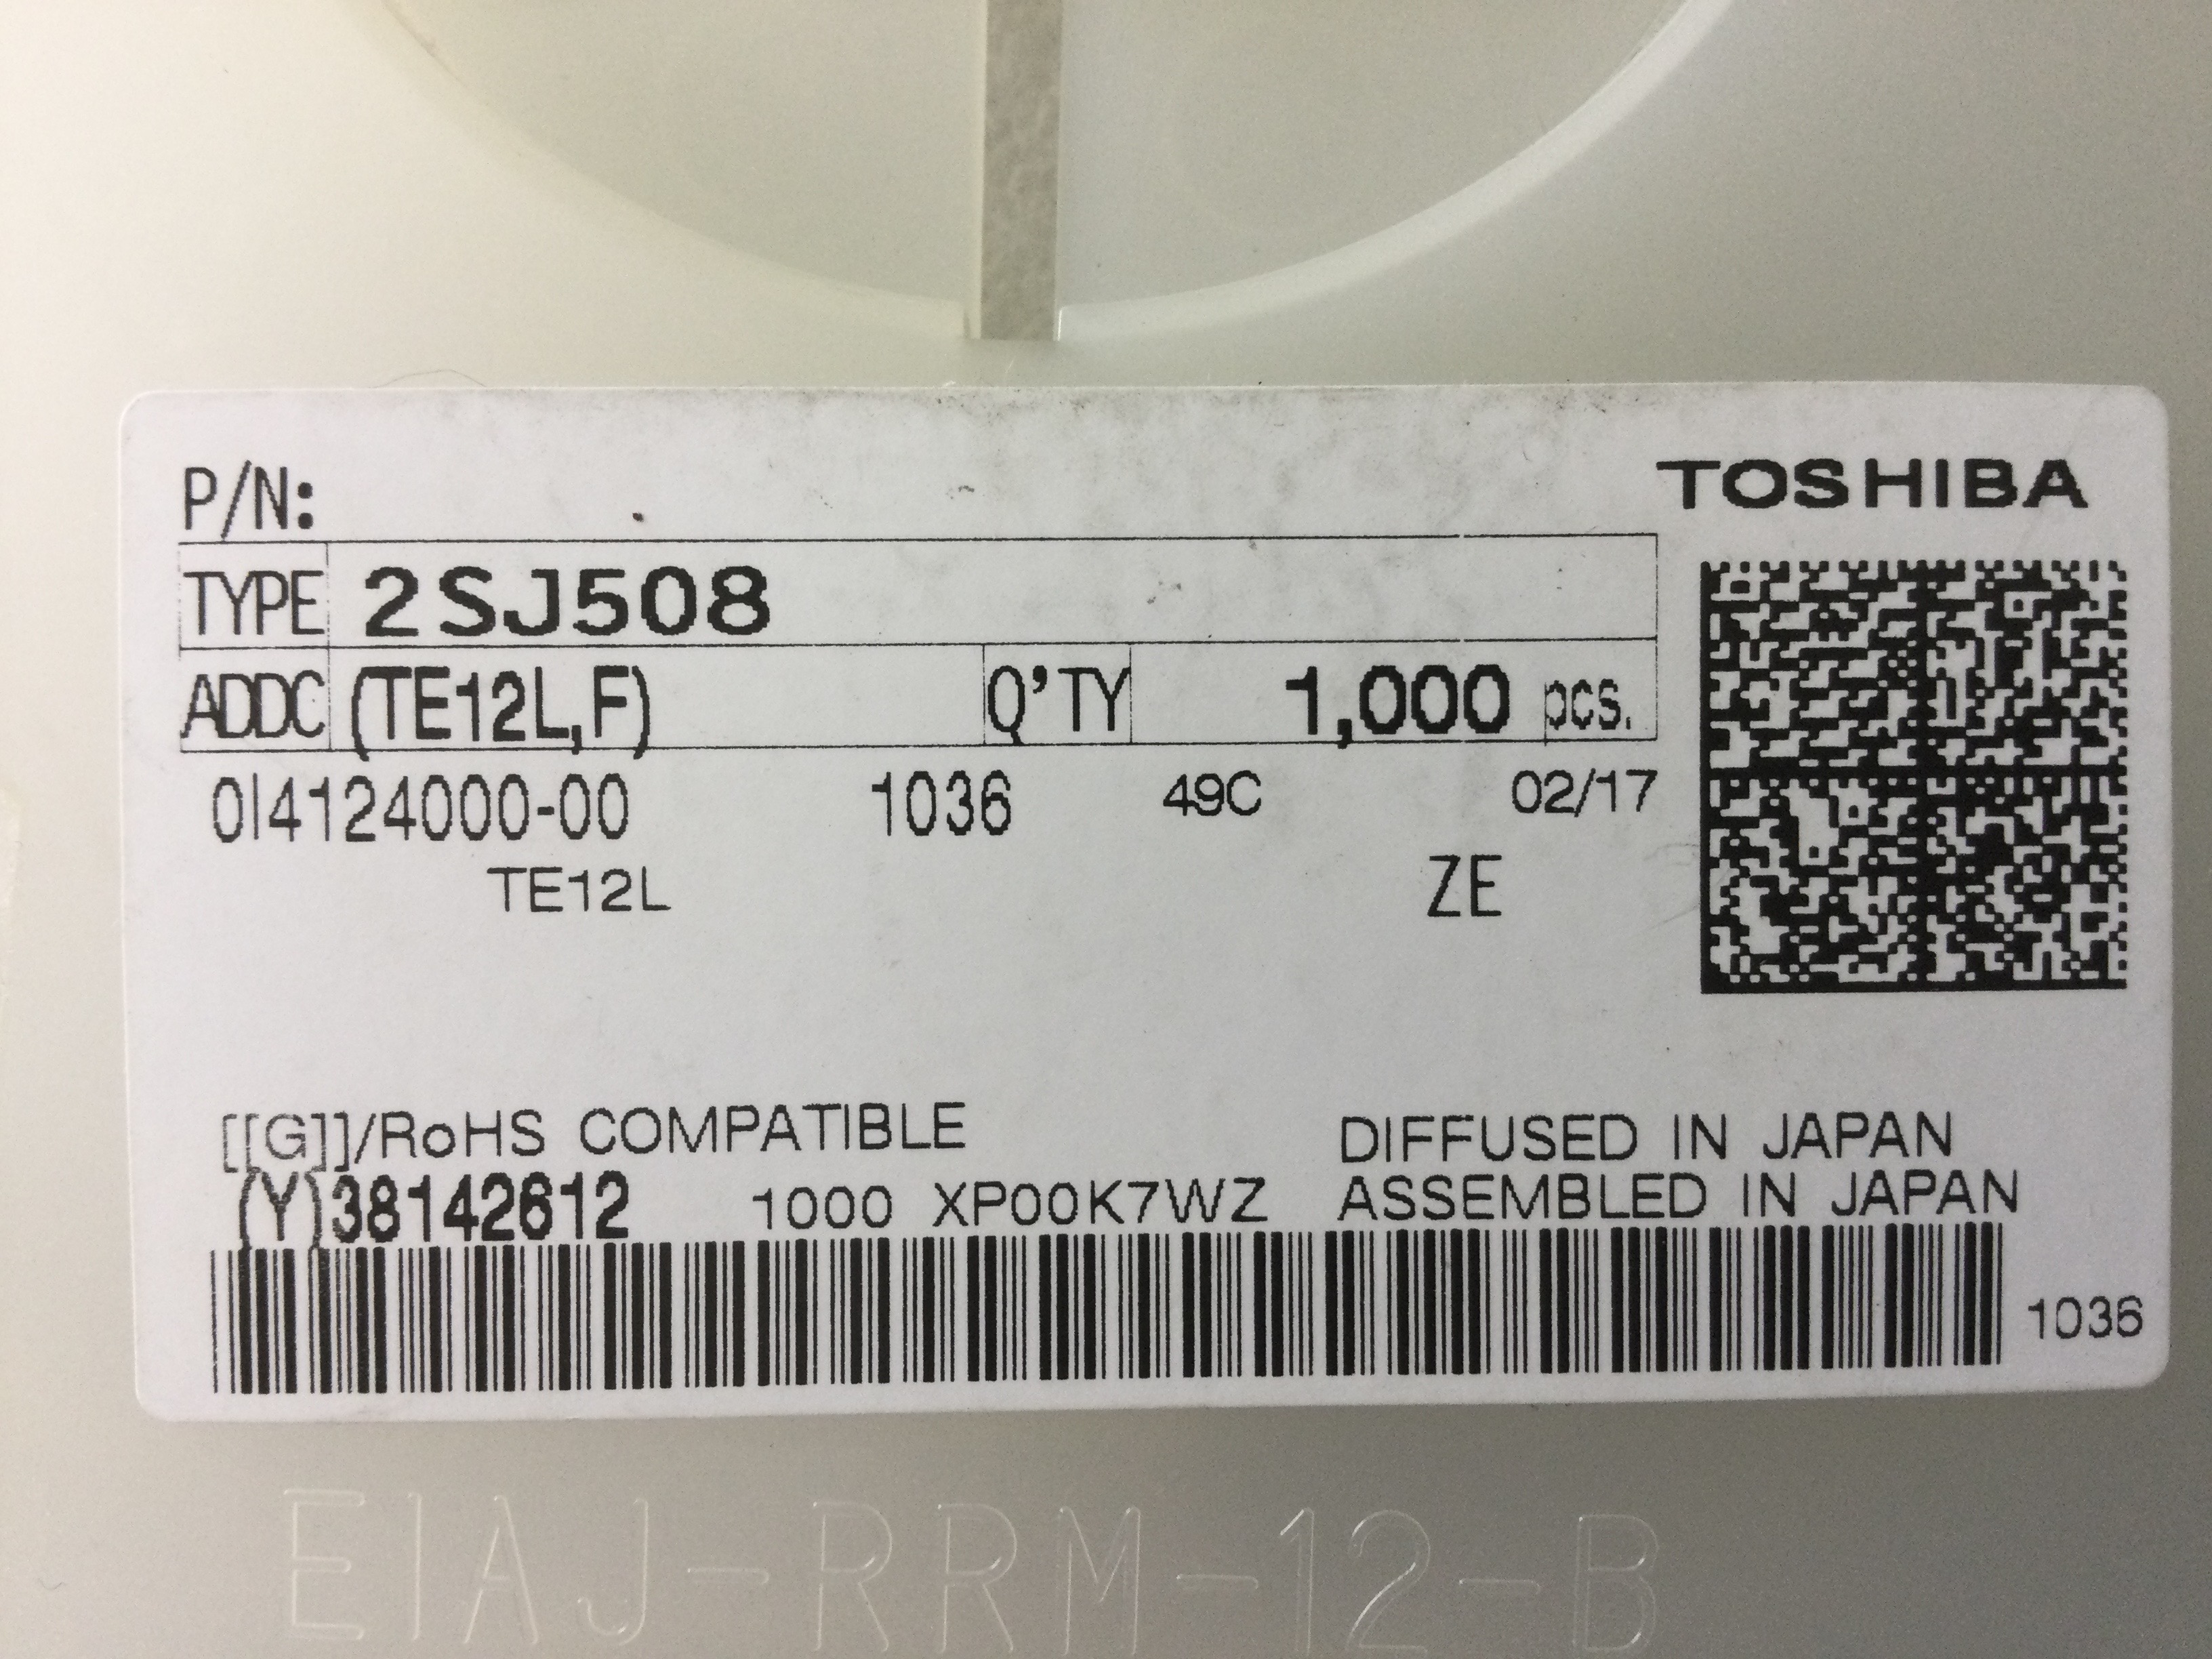 P/N:
TOSHIBA
TYPE 2SJ508
ADDC (TE12L,F) Q'TY 1,000 pcs.
0I4124000-00 1036 49C 02/17
TE12L ZE
[[G]]/RoHS COMPATIBLE DIFFUSED IN JAPAN
(Y)38142612 1000 XP00K7WZ ASSEMBLED IN JAPAN
1036
EIAJ-RRM-12-B